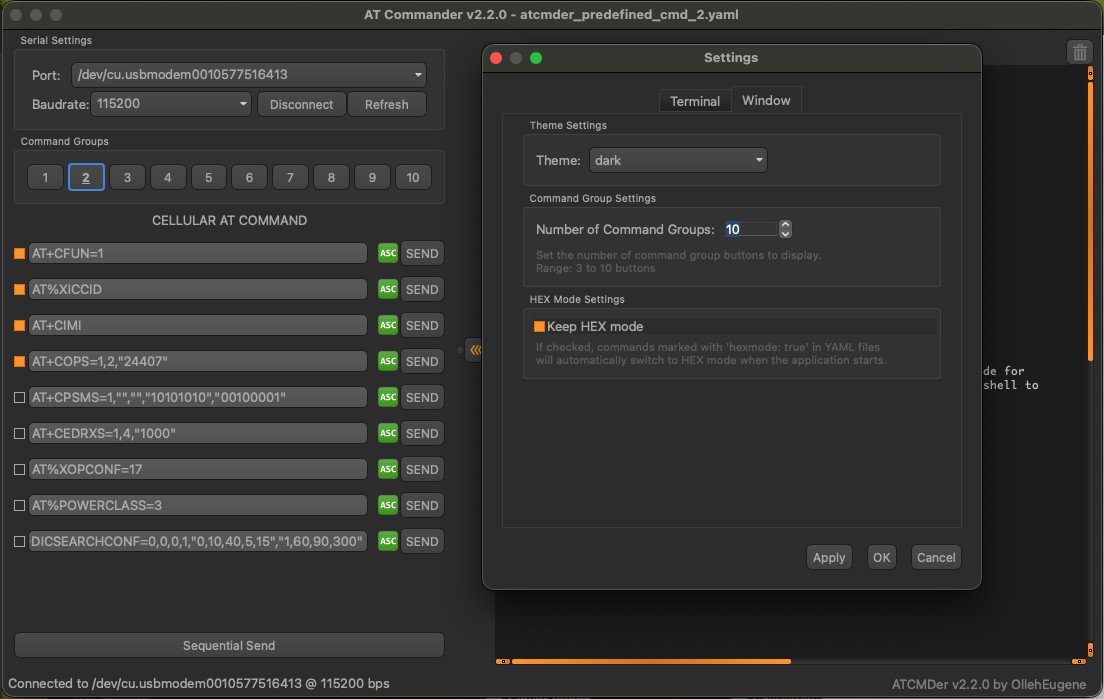 AT Commander v2.2.0 - atcmder_predefined_cmd_2.yaml
Serial Settings
Port: /dev/cu.usbmodem0010577516413
Baudrate: 115200 Disconnect Refresh
Command Groups
1 2 3 4 5 6 7 8 9 10
CELLULAR AT COMMAND
AT+CFUN=1 ASC SEND
AT%XICCID ASC SEND
AT+CIMI ASC SEND
AT+COPS=1,2,"24407" ASC SEND
AT+CPSMS=1,"","","10101010","00100001" ASC SEND
AT+CEDRXS=1,4,"1000" ASC SEND
AT%XOPCONF=17 ASC SEND
AT%POWERCLASS=3 ASC SEND
DICSEARCHCONF=0,0,0,1,"0,10,40,5,15","1,60,90,300" ASC SEND
Sequential Send
Connected to /dev/cu.usbmodem0010577516413 @ 115200 bps
Settings
Terminal Window
Theme Settings
Theme: dark
Command Group Settings
Number of Command Groups: 10
Set the number of command group buttons to display.
Range: 3 to 10 buttons
HEX Mode Settings
Keep HEX mode
If checked, commands marked with 'hexmode: true' in YAML files
will automatically switch to HEX mode when the application starts.
Apply OK Cancel
de for
shell to
ATCMDer v2.2.0 by OllehEugene